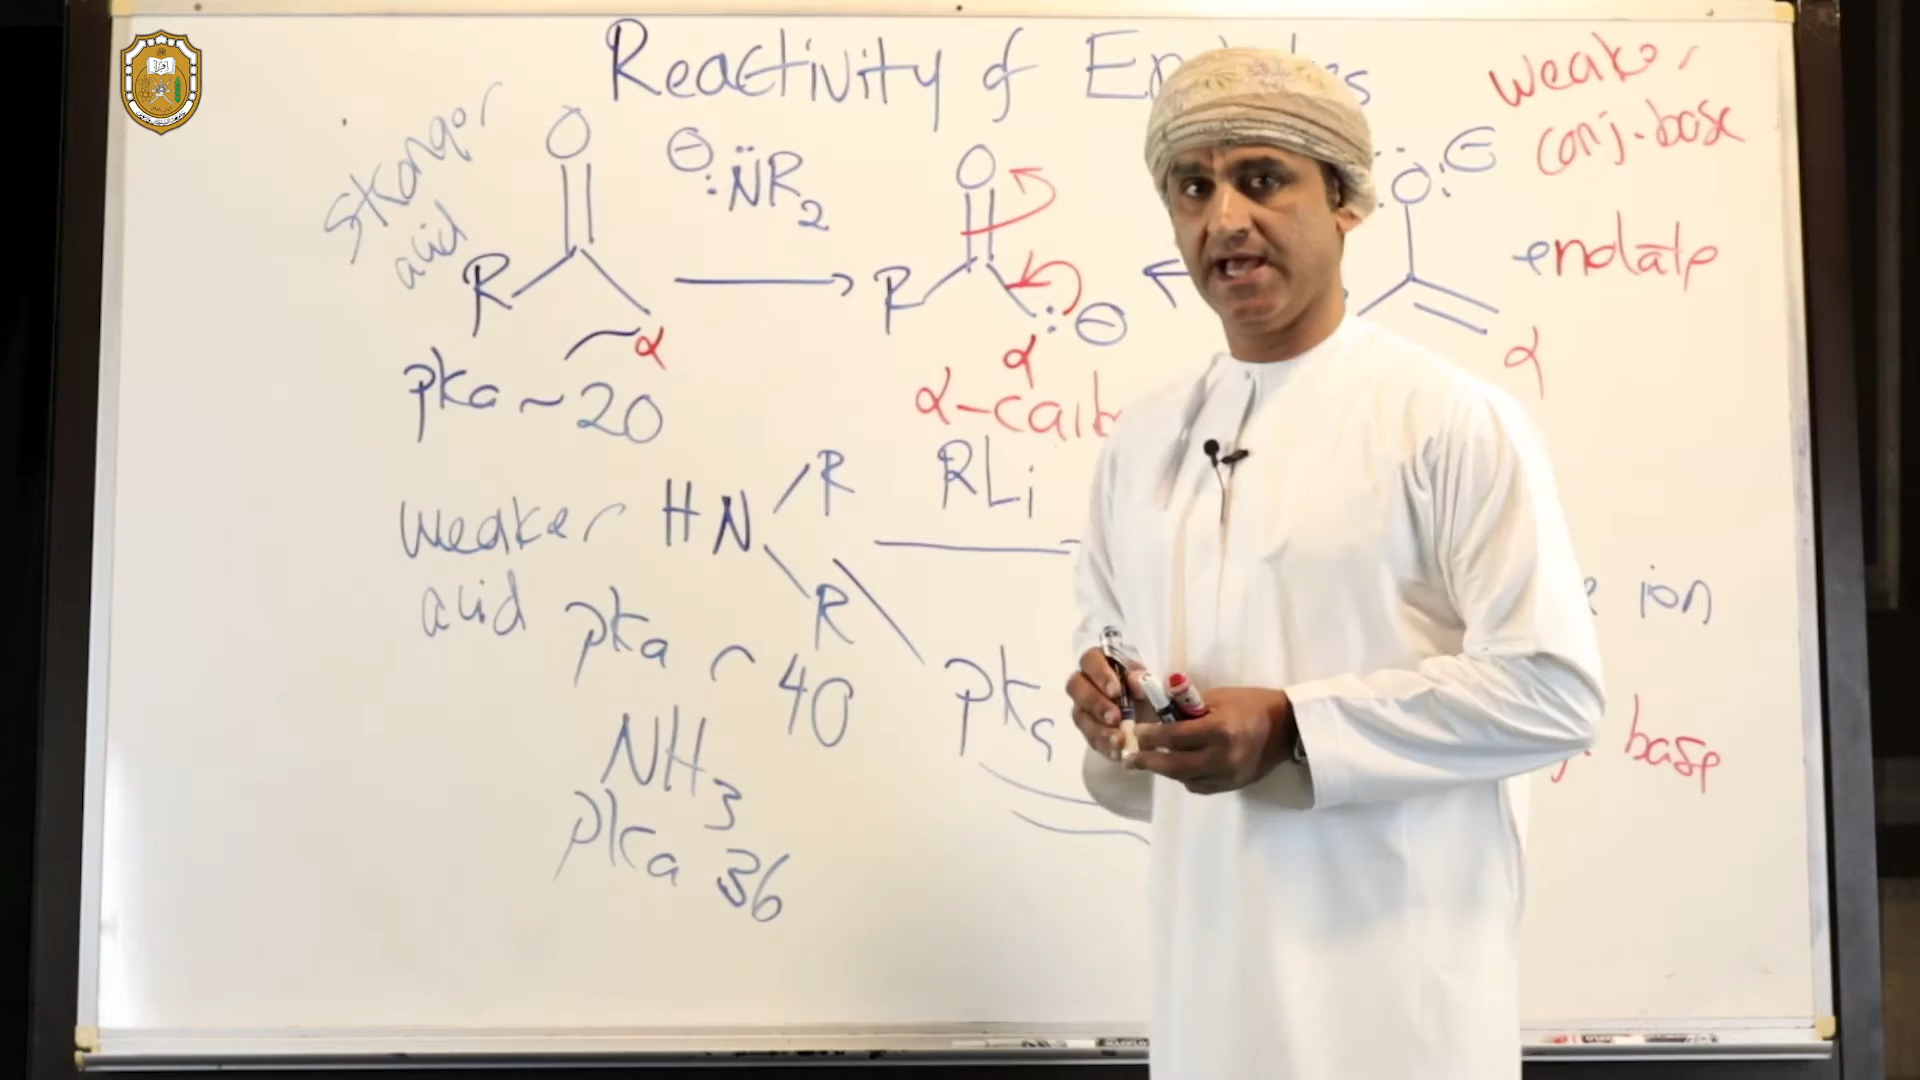 Reactivity of
weaker
conj. base
stronger
acid
O
⊖
:N̈R2
O
O
⊖
R
R
⊖
enolate
α
α
α
pka ~ 20
α-carb
weaker
acid
HN
R
R
RLi
ion
pka ~ 40
pka
base
NH3
pka 36